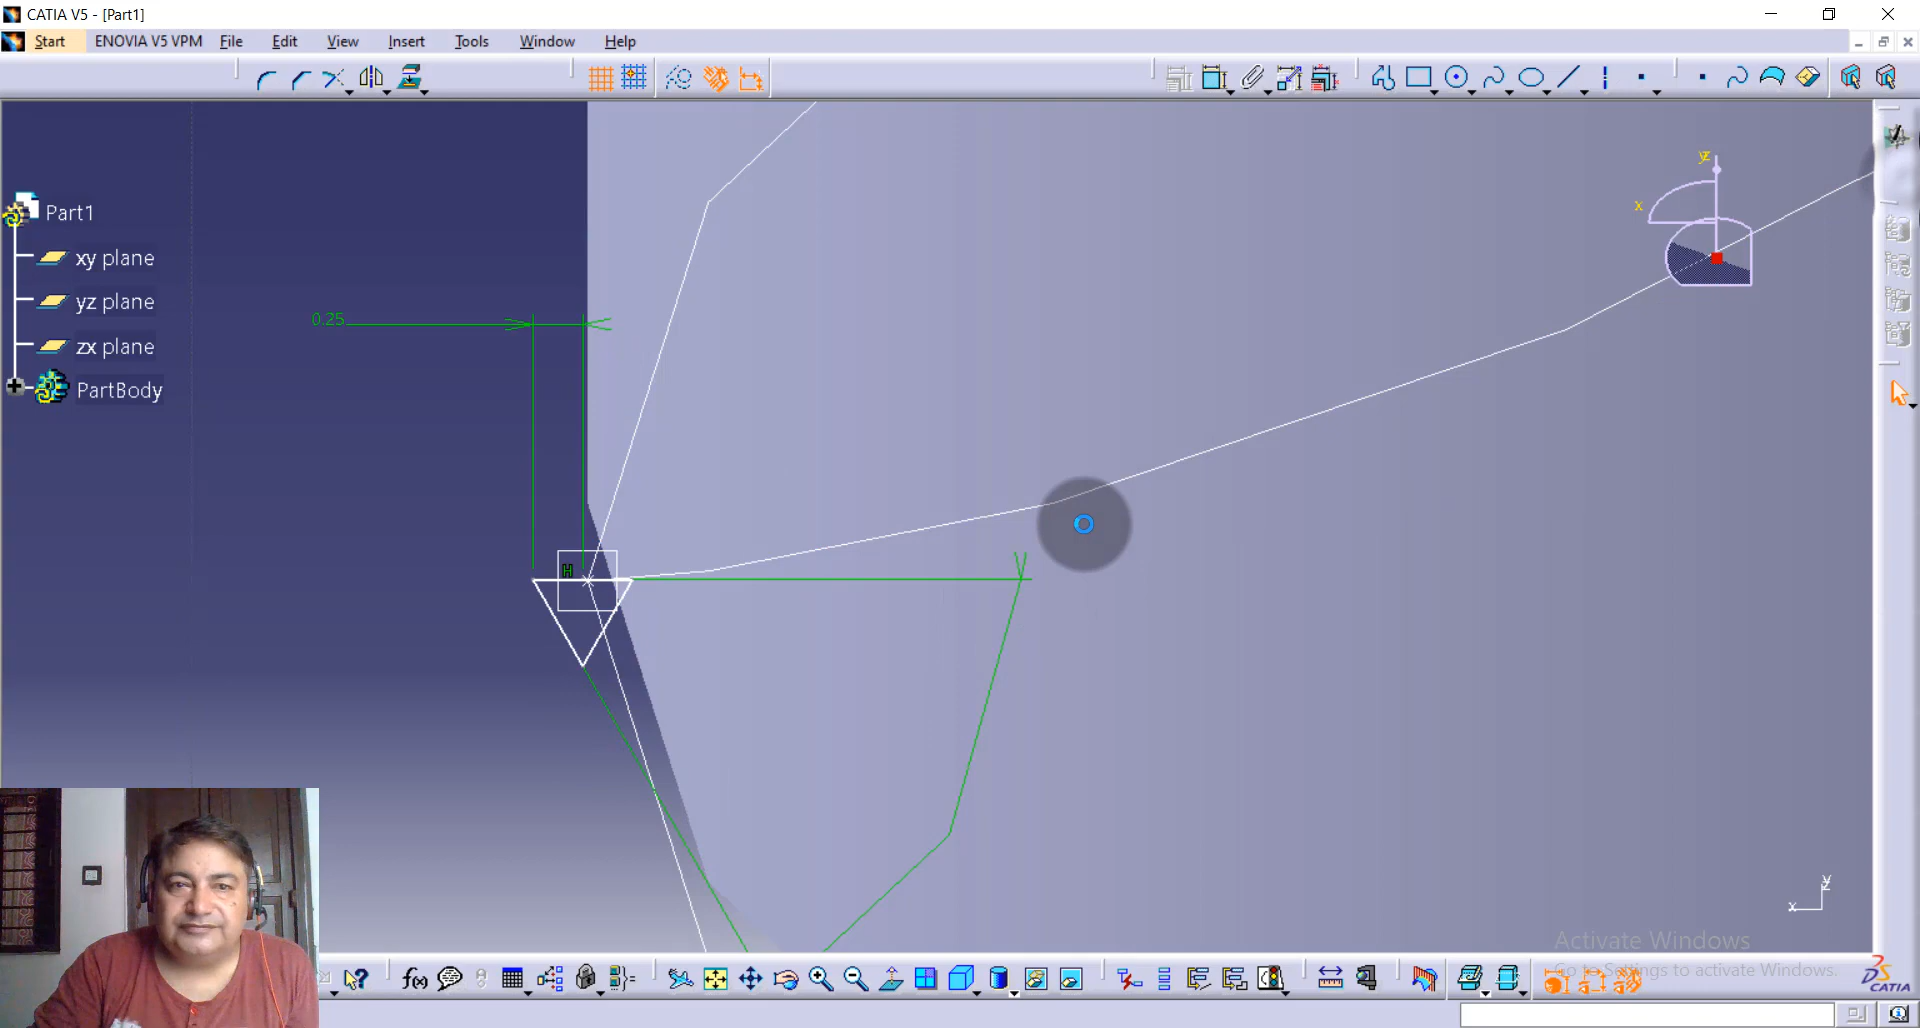 CATIA V5 - [Part1]
Start ENOVIA V5 VPM File Edit View Insert Tools Window Help
yz
x
Part1
xy plane
0.25
yz plane
zx plane
PartBody
H
y
x
Activate Windows
Go to Settings to activate Windows.
f(x)
CATIA